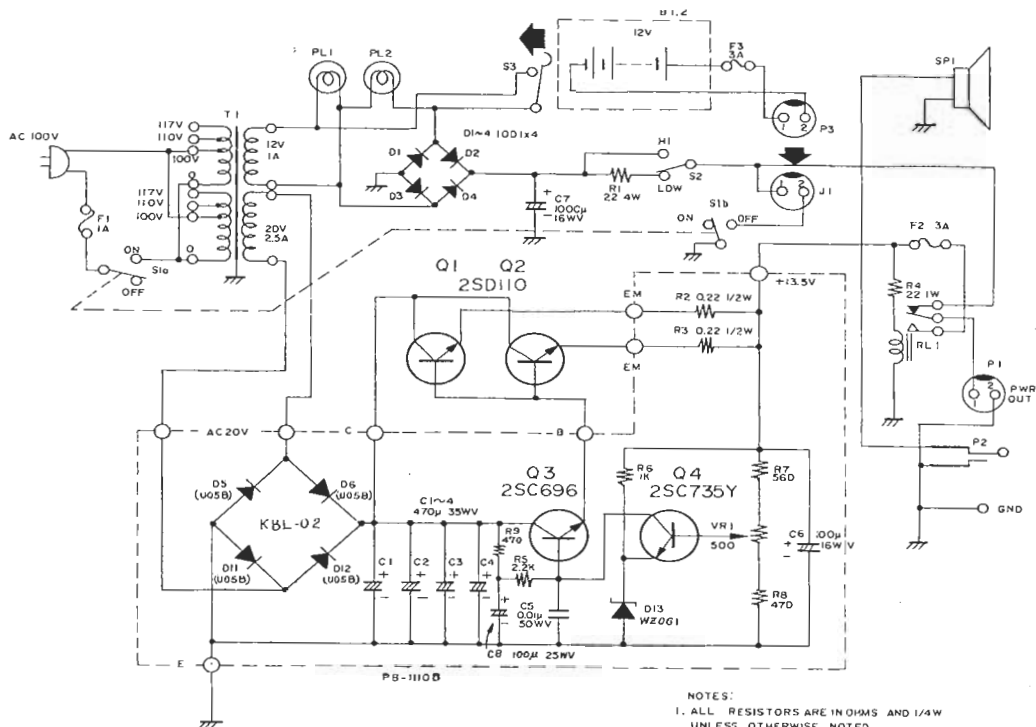 BT.2
12V
F3
3A
PL1
PL2
S3
SP1
T1
AC 100V
117V
110V
100V
0
117V
110V
100V
0
12V
1A
20V
2.5A
D1~4 10D1x4
D1
D2
D3
D4
1
2
P3
HI
S2
LOW
R1
22 4W
C7
1000µ
16WV
1
2
J1
S1b
ON
OFF
F1
1A
ON
S1a
OFF
Q1
Q2
2SD110
EM
R2 0.22 1/2W
R3 0.22 1/2W
EM
+13.5V
F2 3A
R4
22 1W
RL1
P1
1
2
PWR
OUT
P2
GND
AC20V
C
B
D5
(U05B)
D6
(U05B)
KBL-02
D11
(U05B)
D12
(U05B)
C1~4
470µ 35WV
C1
C2
C3
C4
Q3
2SC696
R9
470
R5
2.2K
C5
0.01µ
50WV
C8 100µ 25WV
R6
1K
Q4
2SC735Y
R7
560
VR1
500
R8
470
C6
100µ
16WV
D13
WZ061
E
PB-1110B
NOTES:
1. ALL RESISTORS ARE IN OHMS AND 1/4W
UNLESS OTHERWISE NOTED